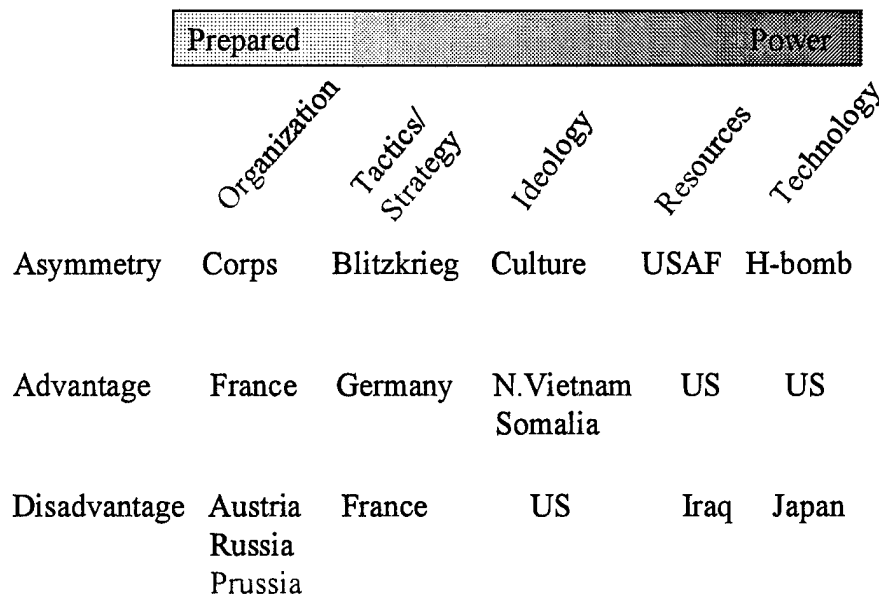 Prepared Power
Organization Tactics/ Ideology Resources Technology
Strategy
Asymmetry Corps Blitzkrieg Culture USAF H-bomb
Advantage France Germany N.Vietnam US US
Somalia
Disadvantage Austria France US Iraq Japan
Russia
Prussia